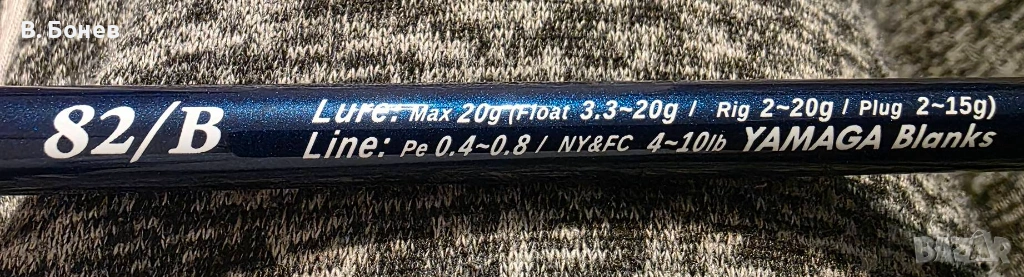 В. Бонев
82/B
Lure: Max 20g (Float 3.3~20g / Rig 2~20g / Plug 2~15g)
Line: Pe 0.4~0.8 / NY&FC 4~10lb YAMAGA Blanks
BAZAR